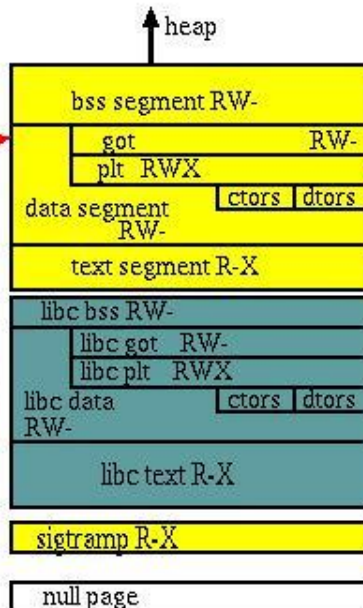 heap
bss segment RW-
got RW-
plt RWX
ctors dtors
data segment
RW-
text segment R-X
libc bss RW-
libc got RW-
libc plt RWX
ctors dtors
libc data
RW-
libc text R-X
sigtramp R-X
null page